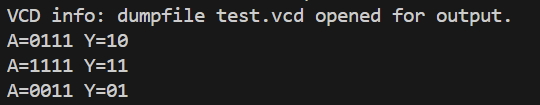 VCD info: dumpfile test.vcd opened for output.
A=0111 Y=10
A=1111 Y=11
A=0011 Y=01